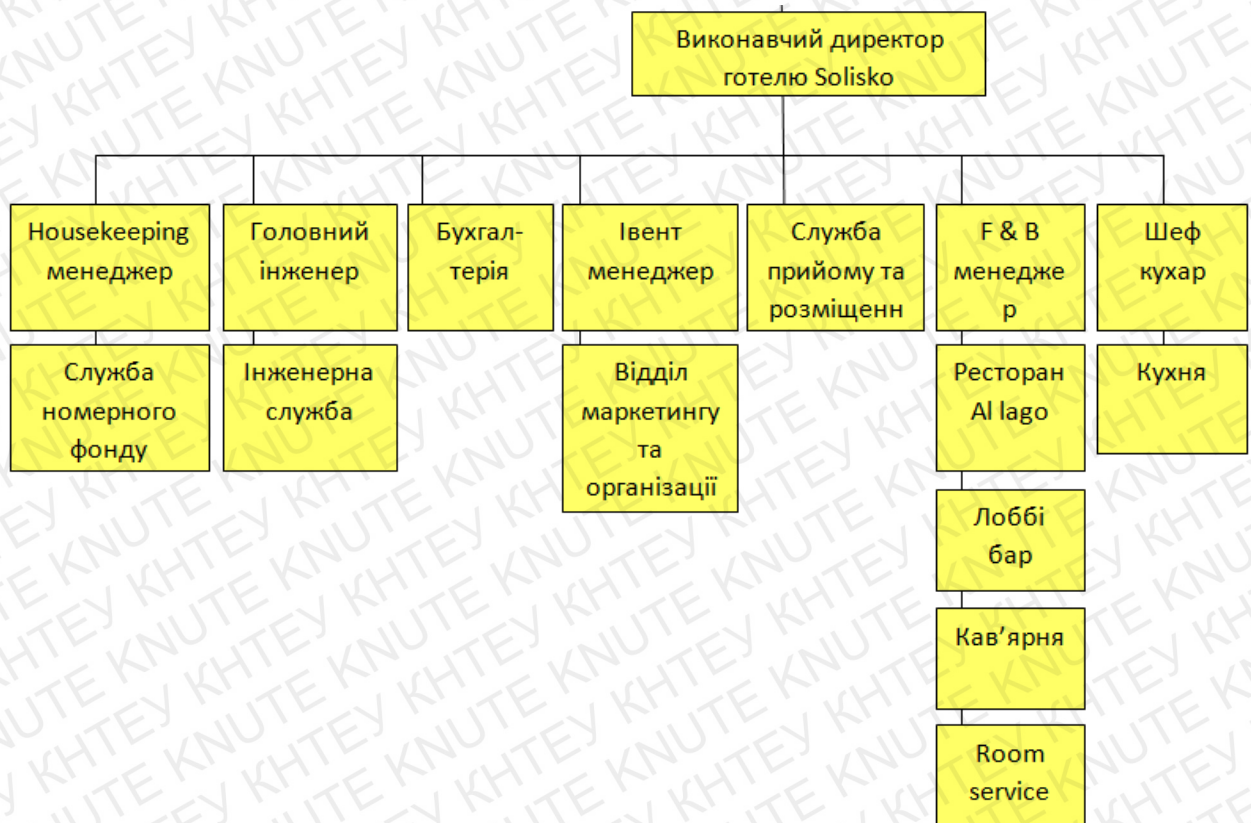 Виконавчий директор
готелю Solisko
Housekeeping
менеджер
Головний
інженер
Бухгал-
терія
Івент
менеджер
Служба
прийому та
розміщенн
F & B
менедже
р
Шеф
кухар
Служба
номерного
фонду
Інженерна
служба
Відділ
маркетингу
та
організації
Ресторан
Al lago
Кухня
Лоббі
бар
Кав’ярня
Room
service